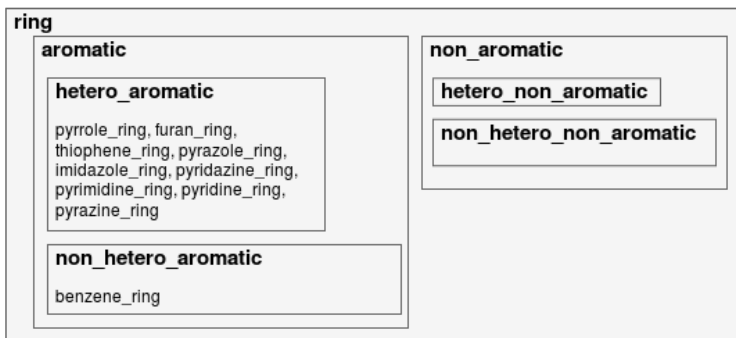 ring
aromatic
hetero_aromatic
pyrrole_ring, furan_ring,
thiophene_ring, pyrazole_ring,
imidazole_ring, pyridazine_ring,
pyrimidine_ring, pyridine_ring,
pyrazine_ring
non_hetero_aromatic
benzene_ring
non_aromatic
hetero_non_aromatic
non_hetero_non_aromatic